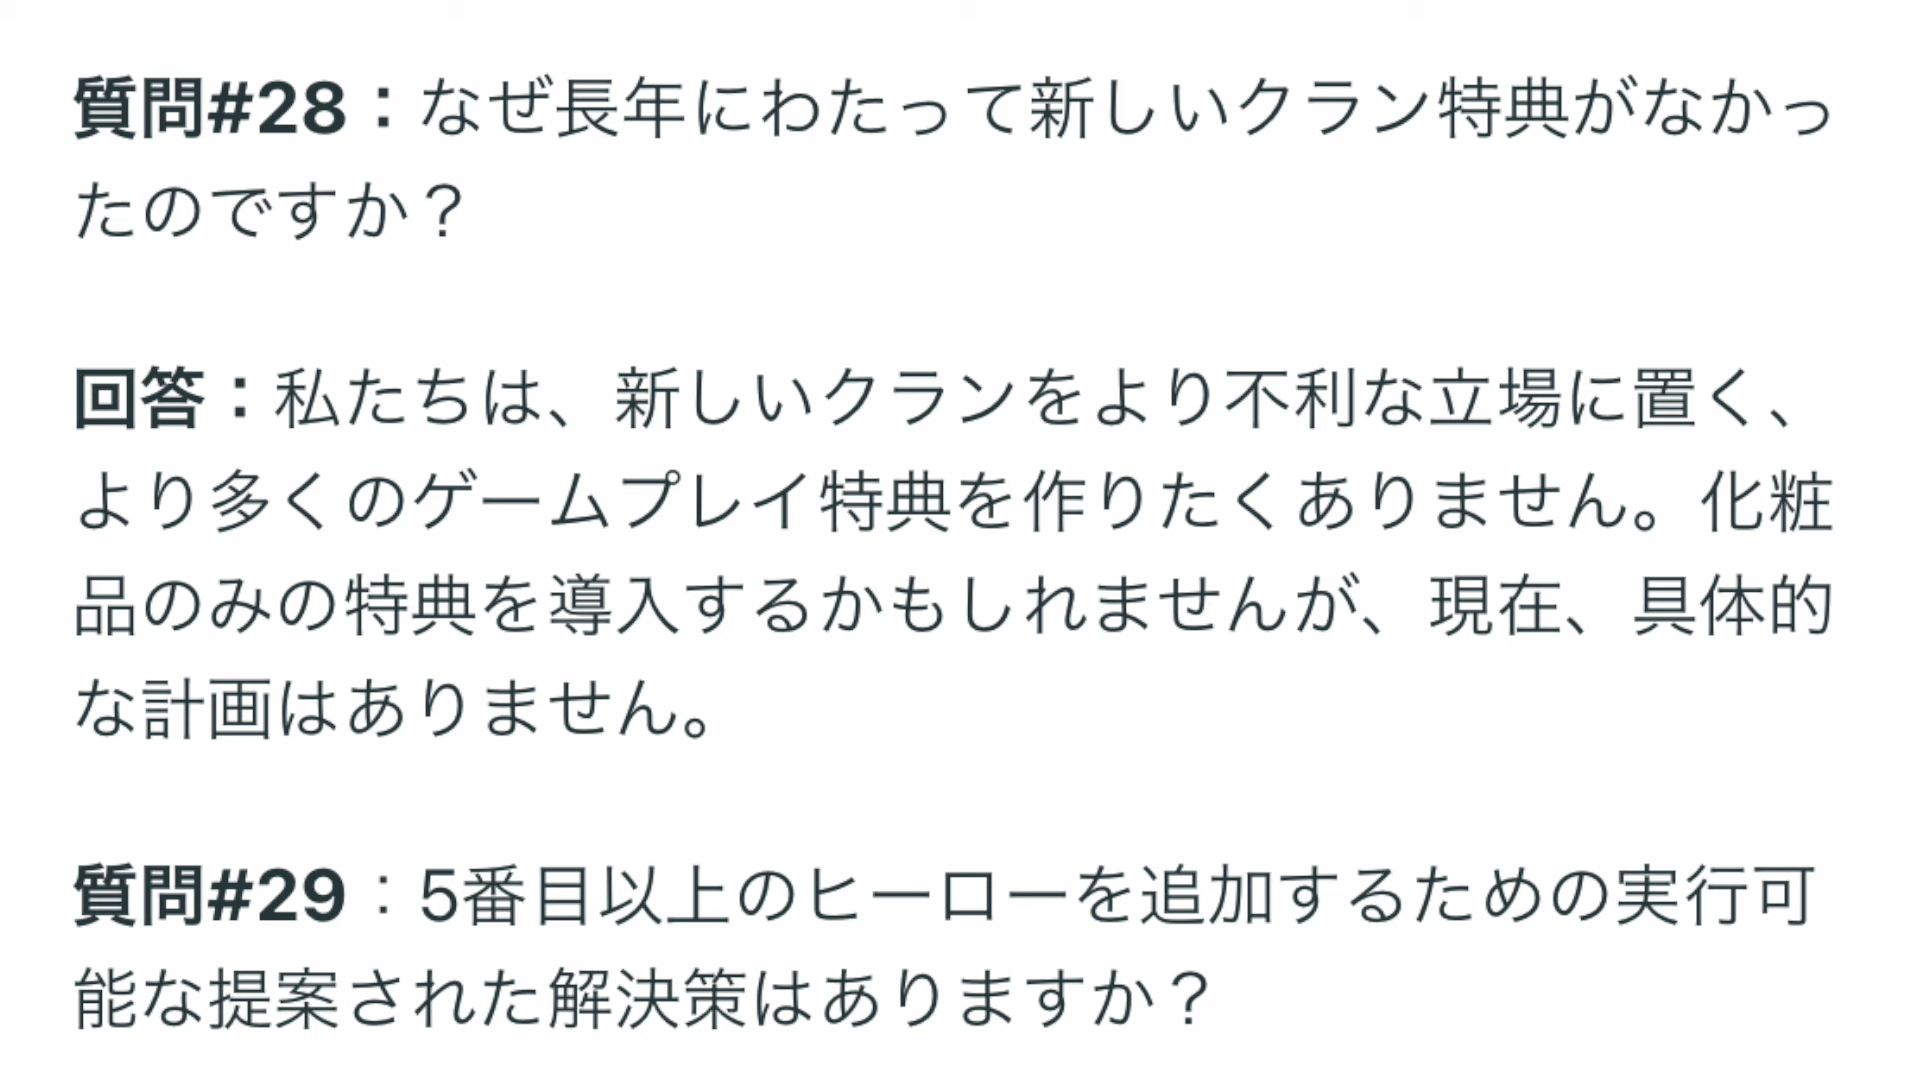 質問#28：なぜ長年にわたって新しいクラン特典がなかっ
たのですか？
回答：私たちは、新しいクランをより不利な立場に置く、
より多くのゲームプレイ特典を作りたくありません。化粧
品のみの特典を導入するかもしれませんが、現在、具体的
な計画はありません。
質問#29：5番目以上のヒーローを追加するための実行可
能な提案された解決策はありますか？